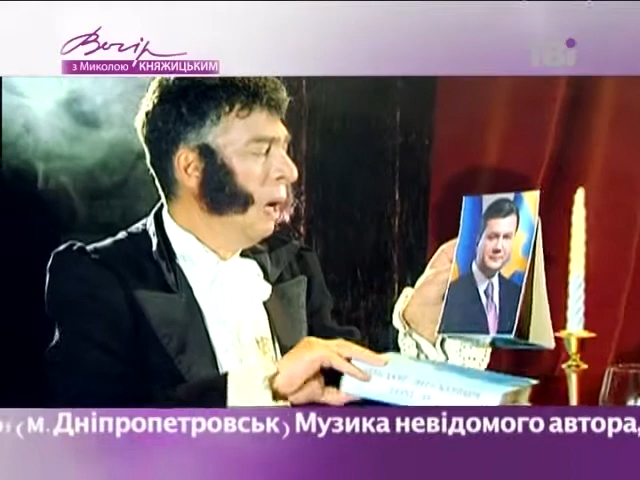 Вечір
з Миколою КНЯЖИЦЬКИМ
ТВі
(м. Дніпропетровськ) Музика невідомого автора,